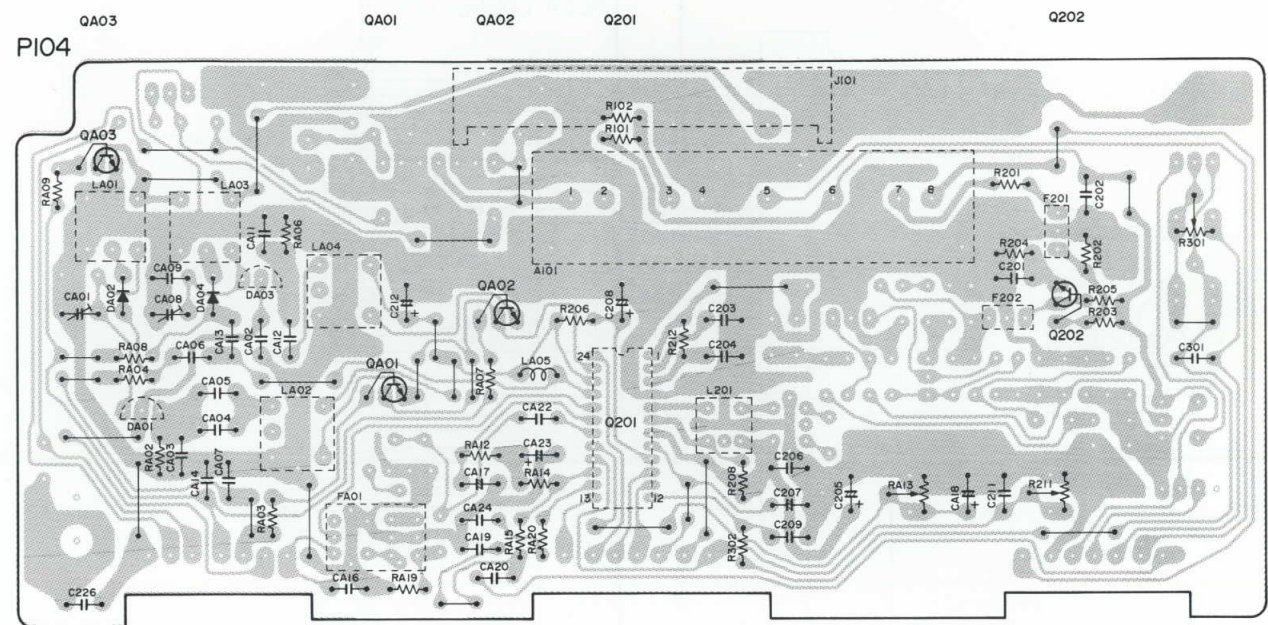 QA03 QA01 QA02 Q201 Q202
P104
J101
R102
R101
QA03
LA01 LA03
RA09
1 2 3 4 5 6 7 8
R201
F201
C202
R301
CA11
RA06
LA04
R204
R202
A101
CA09
C201
DA02
DA04
DA03
CA01
CA08
C212
+
QA02
C208
+
F202
R205
R203
Q202
R206
C203
R212
CA13
CA02
CA12
RA08
CA06
24
1
C204
C301
LA05
QA01
RA07
RA04
CA05
LA02
L201
DA01
CA22
Q201
CA04
RA02
CA03
RA12
CA23
+
C206
CA14
CA07
CA17
RA14
R208
FA01
13 12
C207
C205
+
RA13
CA18
+
C211
R211
RA03
CA24
C209
CA19
RA15
RA20
R302
CA20
CA16
RA19
C226